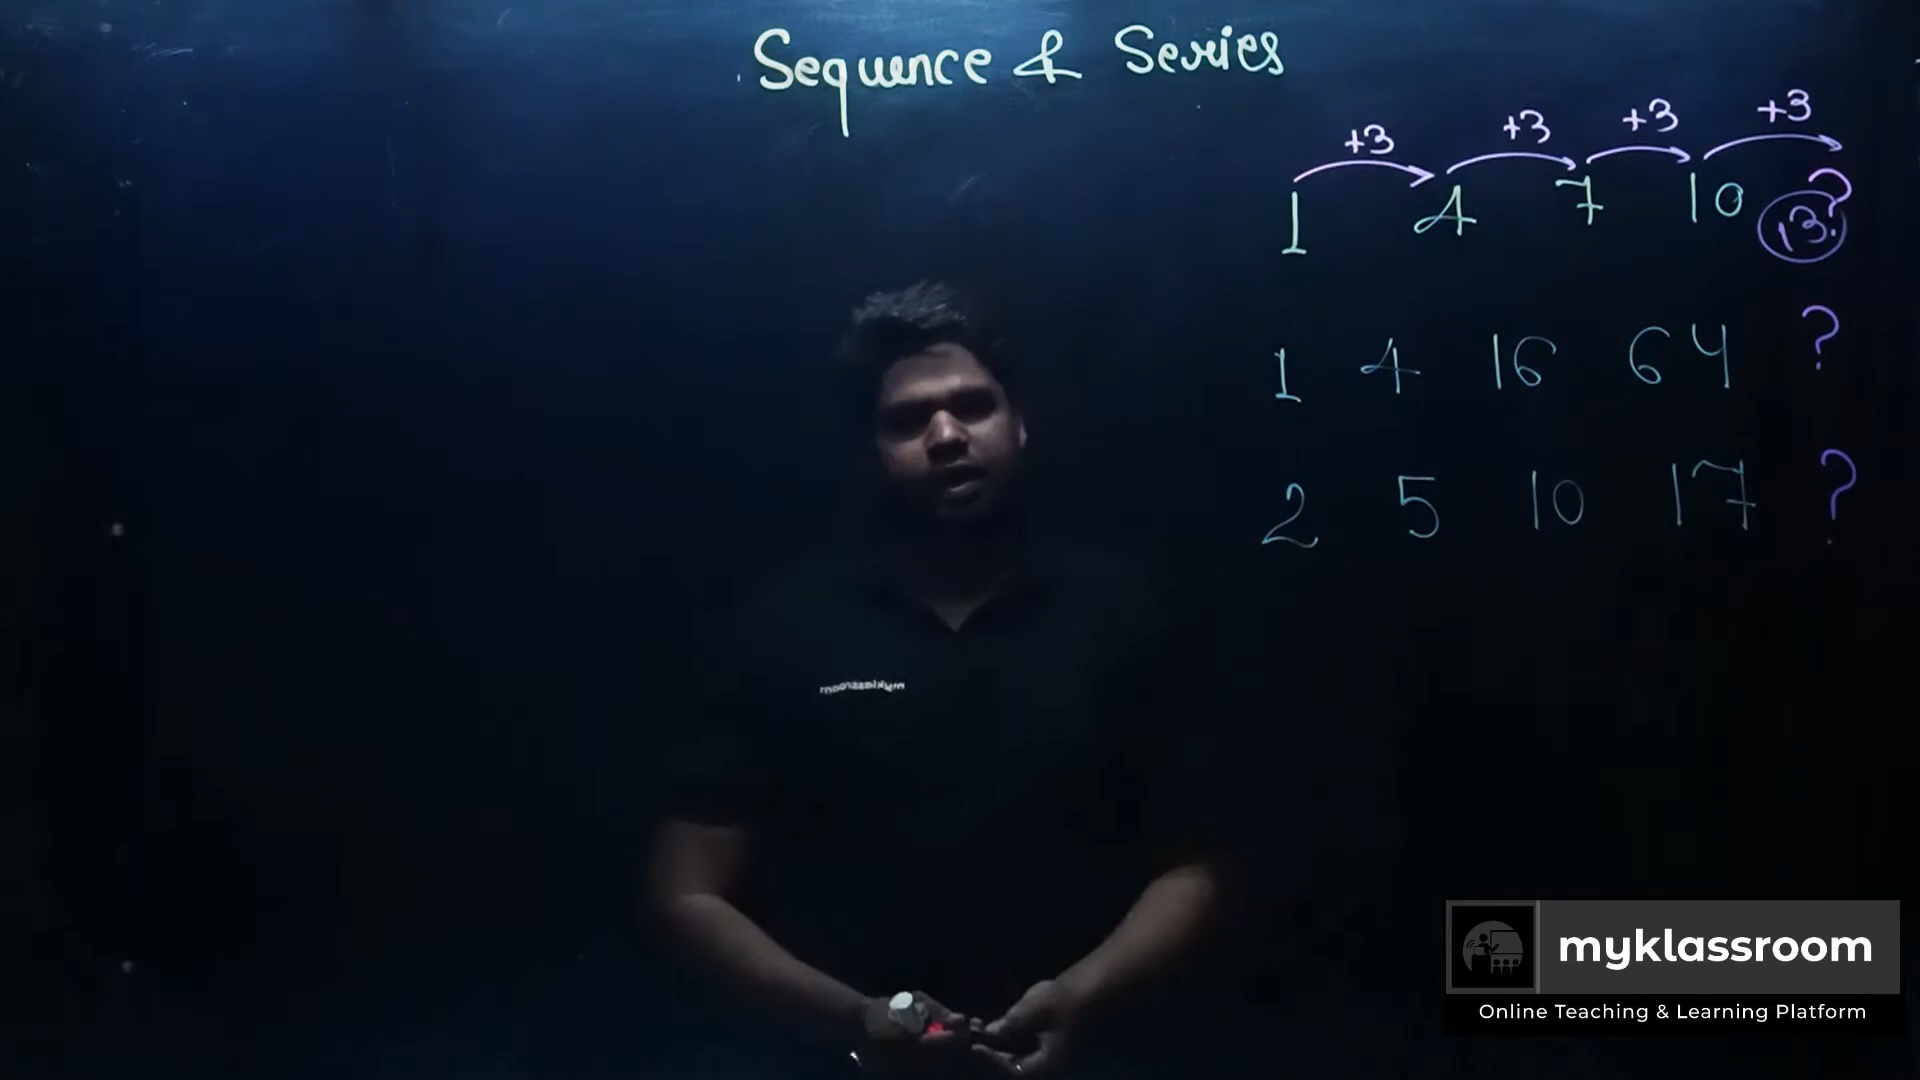 Sequence & Series
+3 +3 +3 +3
1 4 7 10 ?
13?
1 4 16 64 ?
2 5 10 17 ?
myklassroom
myklassroom
Online Teaching & Learning Platform